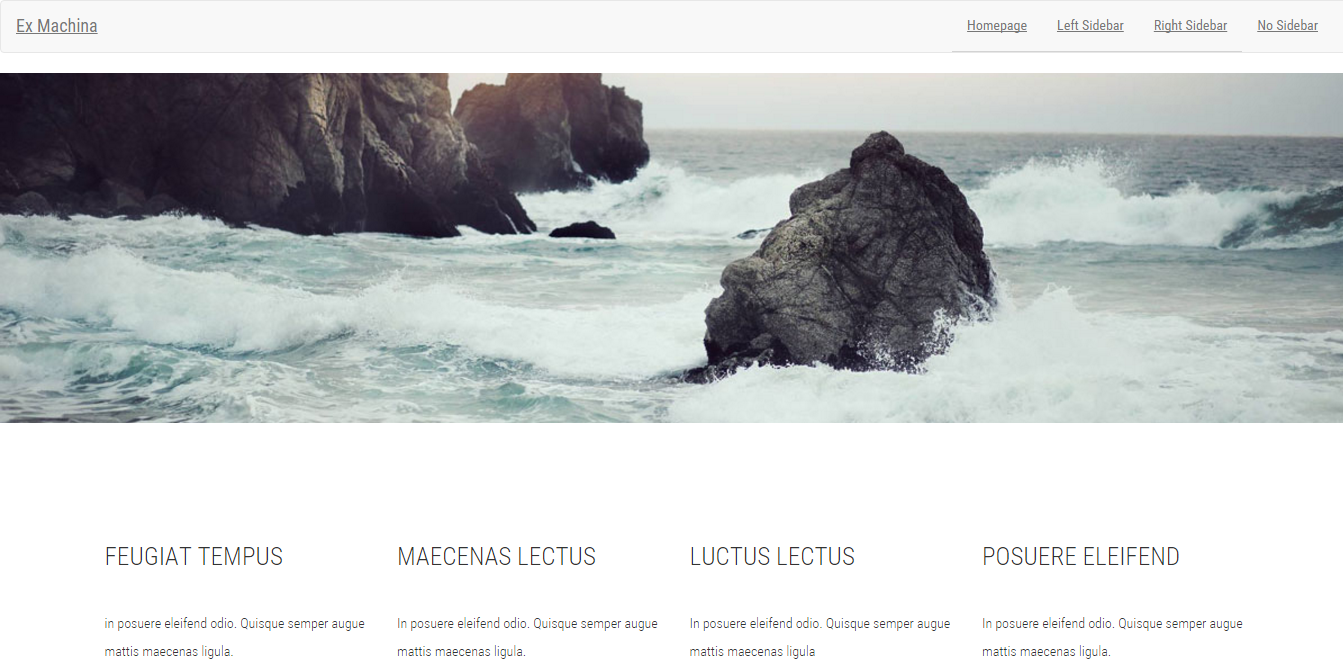 Ex Machina
Homepage Left Sidebar Right Sidebar No Sidebar
FEUGIAT TEMPUS
in posuere eleifend odio. Quisque semper augue
mattis maecenas ligula.
MAECENAS LECTUS
In posuere eleifend odio. Quisque semper augue
mattis maecenas ligula.
LUCTUS LECTUS
In posuere eleifend odio. Quisque semper augue
mattis maecenas ligula
POSUERE ELEIFEND
In posuere eleifend odio. Quisque semper augue
mattis maecenas ligula.